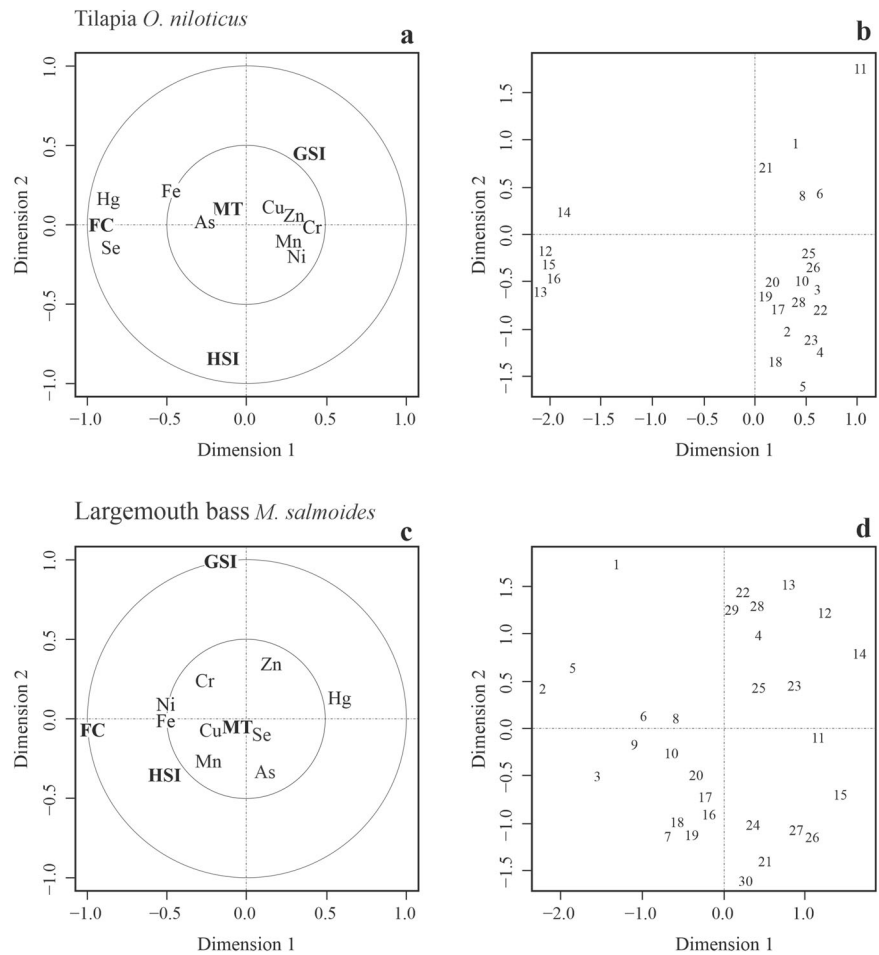 Tilapia O. niloticus
a
b
Dimension 2
1.0
0.5
0.0
−0.5
−1.0
GSI
Fe
Hg
MT
Cu
Zn
As
Cr
FC
Mn
Se
Ni
HSI
−1.0 −0.5 0.0 0.5 1.0
Dimension 1
Dimension 2
1.5
1.0
0.5
0.0
−0.5
−1.0
−1.5
11
1
21
8 6
14
12
25
15
26
16
20 10
3
13
19
28
17
22
2
23
4
18
5
−2.0 −1.5 −1.0 −0.5 0.0 0.5 1.0
Dimension 1
Largemouth bass M. salmoides
c
d
Dimension 2
1.0
0.5
0.0
−0.5
−1.0
GSI
Zn
Cr
Hg
Ni
Fe
FC
Cu
MT
Se
Mn
HSI
As
−1.0 −0.5 0.0 0.5 1.0
Dimension 1
Dimension 2
1.5
1.0
0.5
0.0
−0.5
−1.0
−1.5
1
13
22
28
29
12
4
14
5
2
25 23
6
8
11
9
10
3
20
17
15
16
18
24
7 19
27
26
21
30
−2.0 −1.0 0.0 1.0
Dimension 1